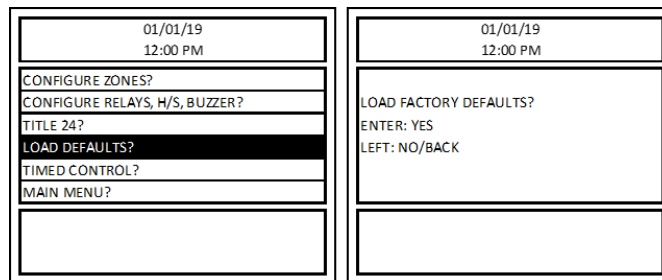 01/01/19
12:00 PM
CONFIGURE ZONES?
CONFIGURE RELAYS, H/S, BUZZER?
TITLE 24?
LOAD DEFAULTS?
TIMED CONTROL?
MAIN MENU?
01/01/19
12:00 PM
LOAD FACTORY DEFAULTS?
ENTER: YES
LEFT: NO/BACK